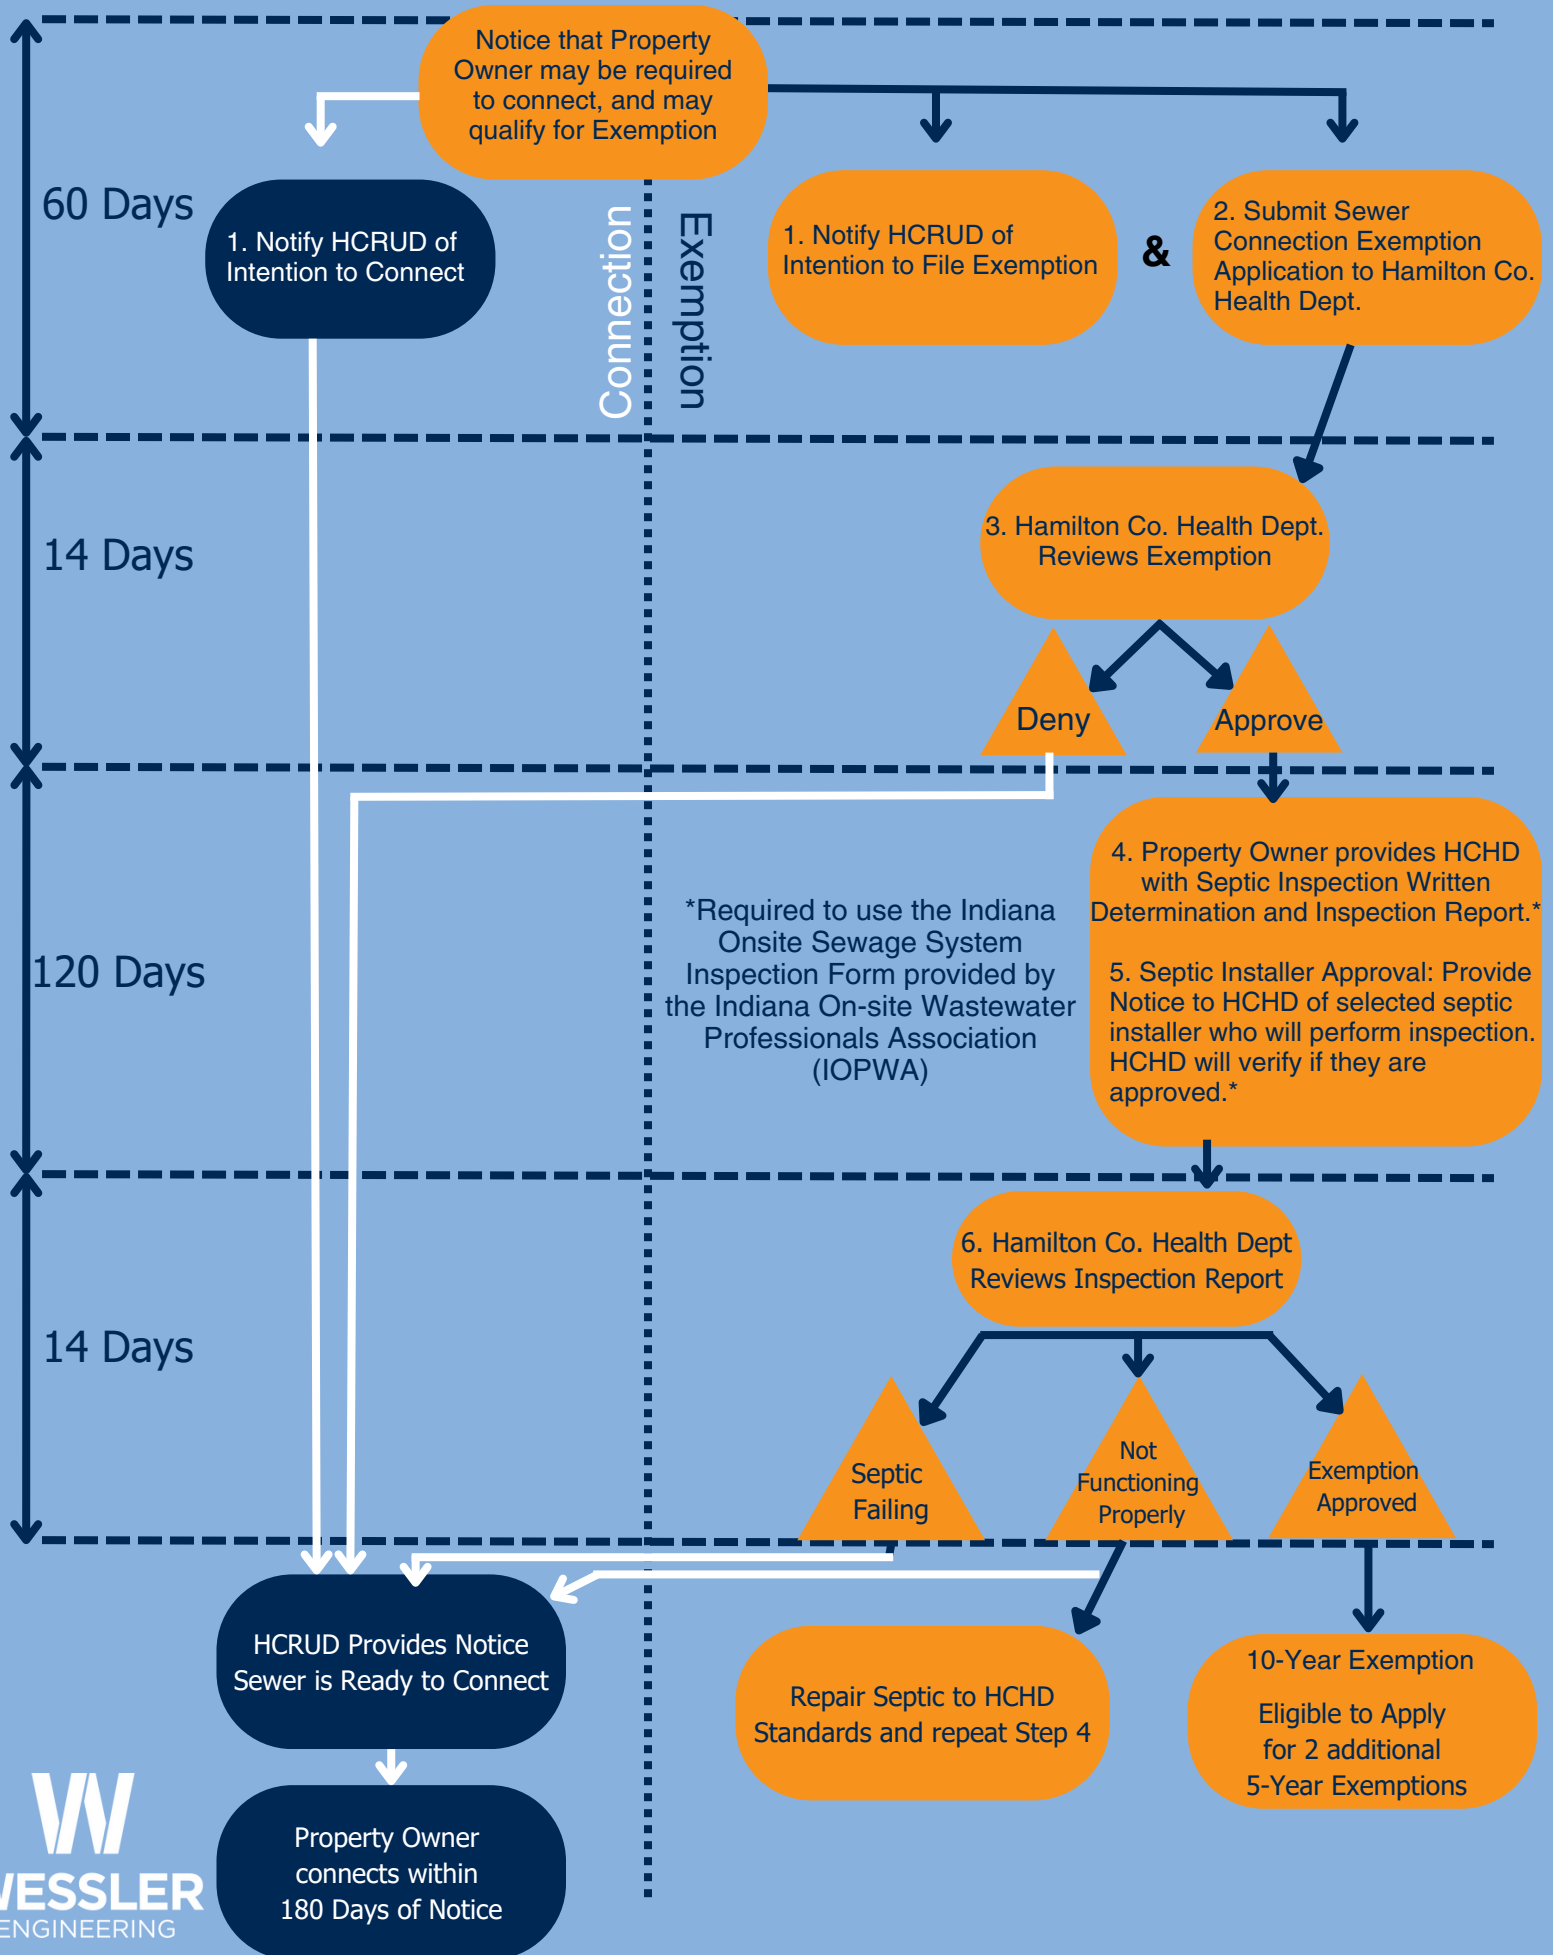 Notice that Property
Owner may be required
to connect, and may
qualify for Exemption
60 Days
1. Notify HCRUD of
Intention to Connect
Connection
Exemption
1. Notify HCRUD of
Intention to File Exemption
&
2. Submit Sewer
Connection Exemption
Application to Hamilton Co.
Health Dept.
14 Days
3. Hamilton Co. Health Dept.
Reviews Exemption
Deny
Approve
120 Days
*Required to use the Indiana
Onsite Sewage System
Inspection Form provided by
the Indiana On-site Wastewater
Professionals Association
(IOPWA)
4. Property Owner provides HCHD
with Septic Inspection Written
Determination and Inspection Report.*
5. Septic Installer Approval: Provide
Notice to HCHD of selected septic
installer who will perform inspection.
HCHD will verify if they are
approved.*
14 Days
6. Hamilton Co. Health Dept
Reviews Inspection Report
Septic
Failing
Not
Functioning
Properly
Exemption
Approved
HCRUD Provides Notice
Sewer is Ready to Connect
Repair Septic to HCHD
Standards and repeat Step 4
10-Year Exemption
Eligible to Apply
for 2 additional
5-Year Exemptions
Property Owner
connects within
180 Days of Notice
W
WESSLER
ENGINEERING